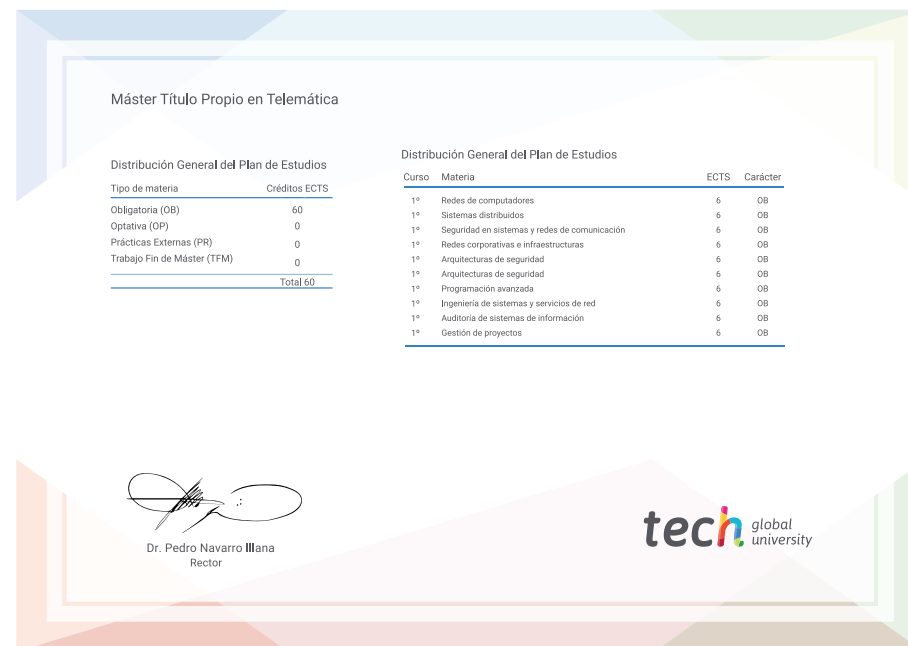 Máster Título Propio en Telemática
Distribución General del Plan de Estudios
Tipo de materia Créditos ECTS
Obligatoria (OB) 60
Optativa (OP) 0
Prácticas Externas (PR) 0
Trabajo Fin de Máster (TFM) 0
Total 60
Distribución General del Plan de Estudios
Curso Materia ECTS Carácter
1º Redes de computadores 6 OB
1º Sistemas distribuidos 6 OB
1º Seguridad en sistemas y redes de comunicación 6 OB
1º Redes corporativas e infraestructuras 6 OB
1º Arquitecturas de seguridad 6 OB
1º Arquitecturas de seguridad 6 OB
1º Programación avanzada 6 OB
1º Ingeniería de sistemas y servicios de red 6 OB
1º Auditoría de sistemas de información 6 OB
1º Gestión de proyectos 6 OB
Dr. Pedro Navarro Illana
Rector
tech global
university